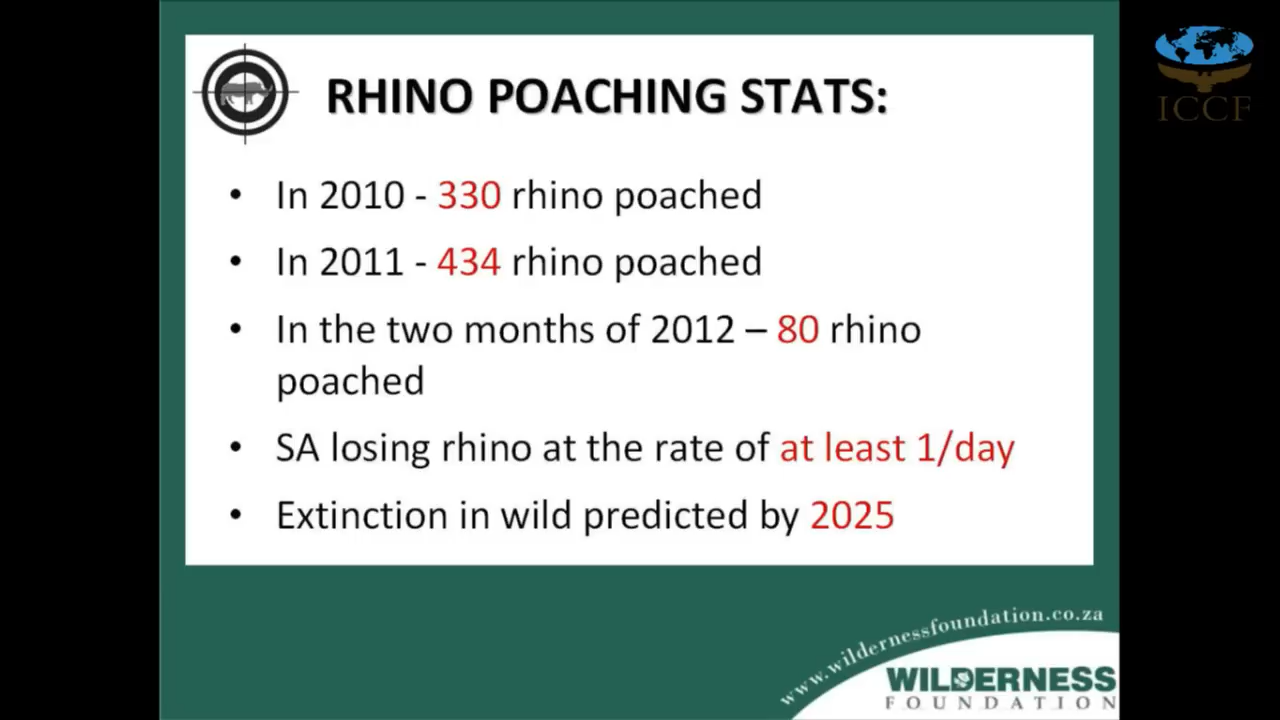 ICCF
RHINO POACHING STATS:
• In 2010 - 330 rhino poached
• In 2011 - 434 rhino poached
• In the two months of 2012 – 80 rhino
poached
• SA losing rhino at the rate of at least 1/day
• Extinction in wild predicted by 2025
www.wildernessfoundation.co.za
WILDERNESS
FOUNDATION